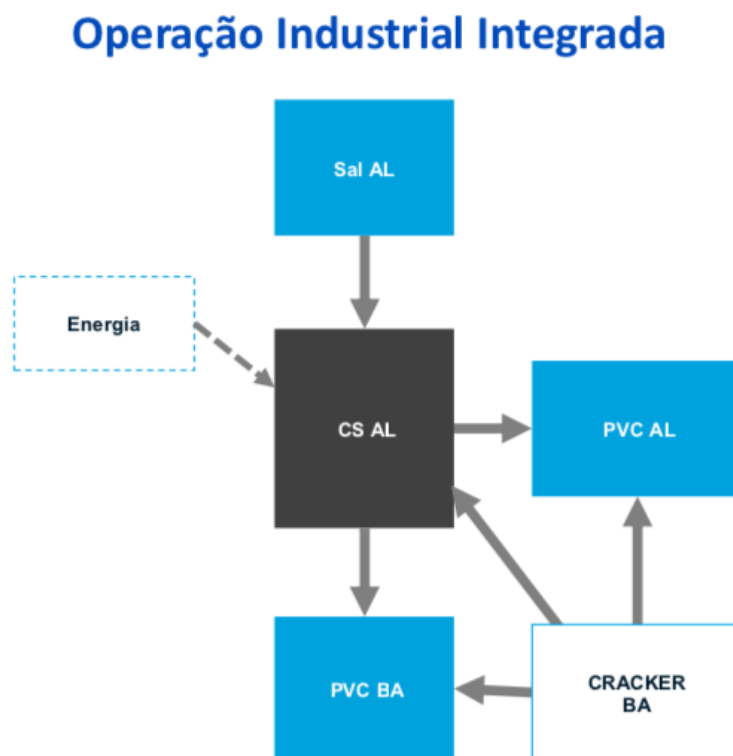 Operação Industrial Integrada
Sal AL
Energia
CS AL
PVC AL
PVC BA
CRACKER
BA